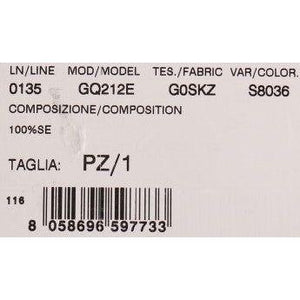 LN/LINE MOD/MODEL TES./FABRIC VAR/COLOR.
0135 GQ212E G0SKZ S8036
COMPOSIZIONE/COMPOSITION
100%SE
TAGLIA: PZ/1
116
8 058696 597733